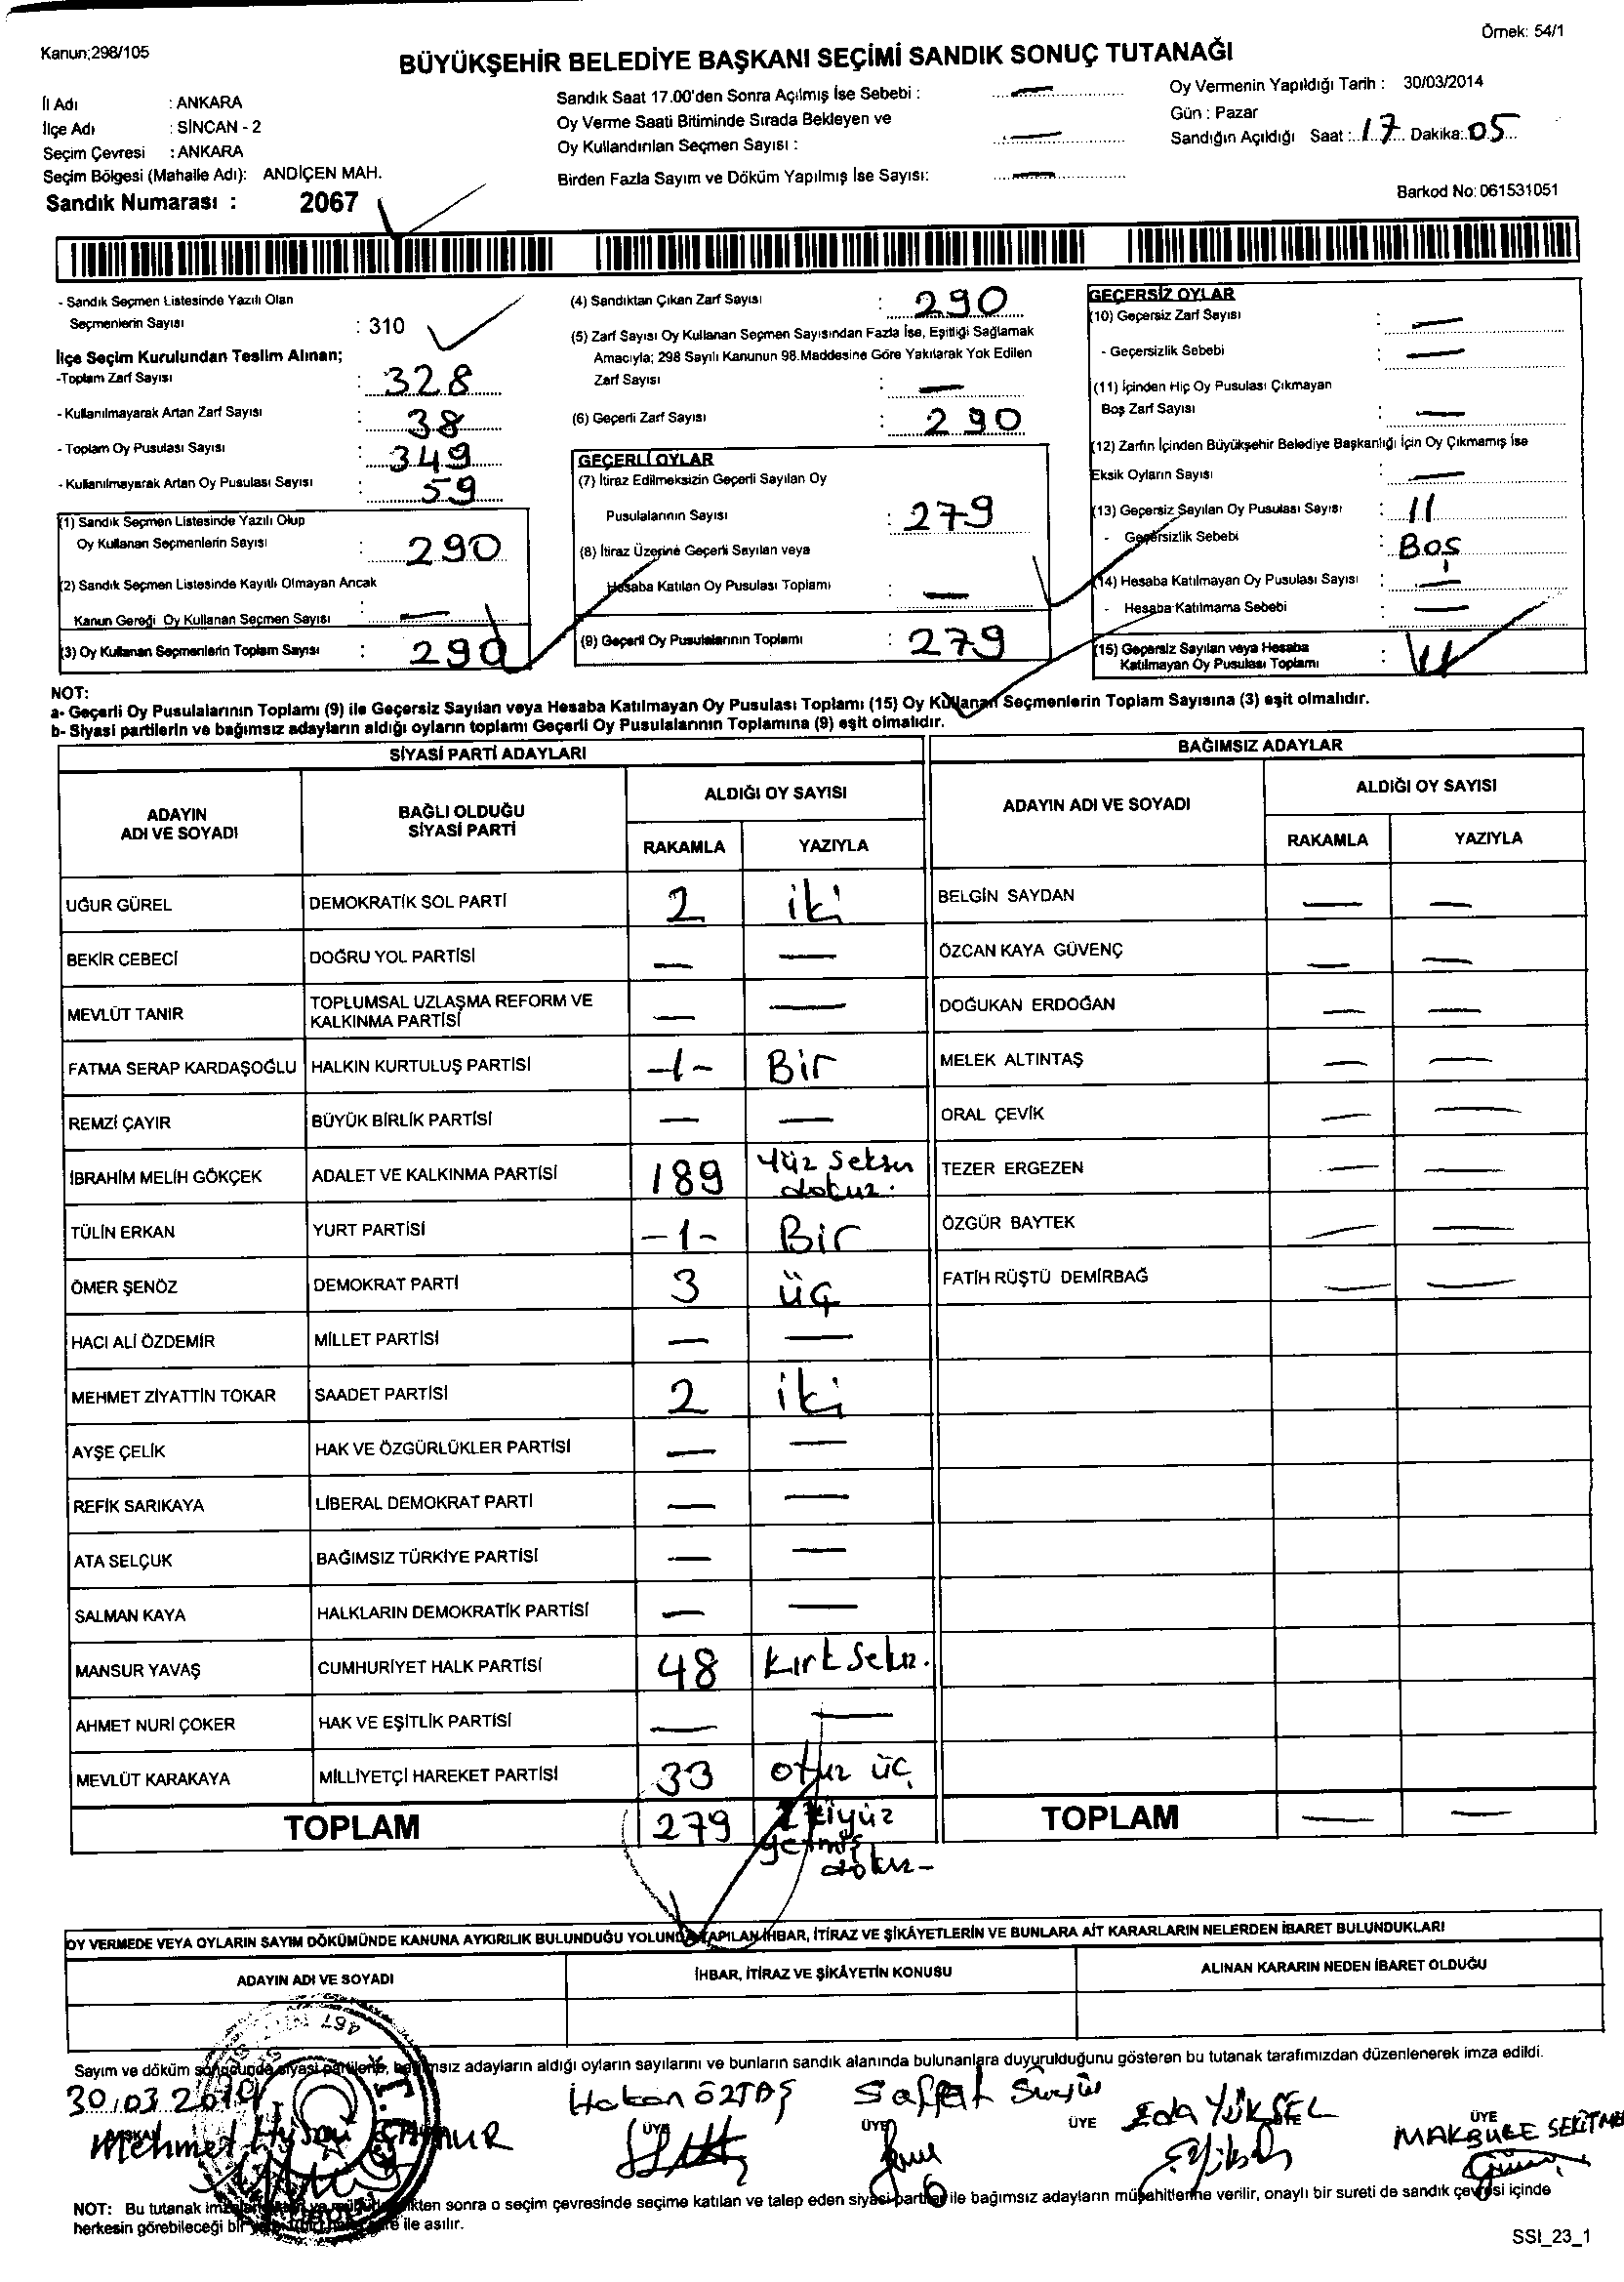 Örnek: 54/1
Kanun;298/105
BÜYÜKŞEHİR BELEDİYE BAŞKANI SEÇİMİ SANDIK SONUÇ TUTANAĞI
İl Adı : ANKARA
İlçe Adı : SİNCAN - 2
Seçim Çevresi : ANKARA
Seçim Bölgesi (Mahalle Adı): ANDİÇEN MAH.
Sandık Numarası : 2067
Sandık Saat 17.00'den Sonra Açılmış İse Sebebi : —
Oy Verme Saati Bitiminde Sırada Bekleyen ve
Oy Kullandırılan Seçmen Sayısı : —
Birden Fazla Sayım ve Döküm Yapılmış İse Sayısı: —
Oy Vermenin Yapıldığı Tarih : 30/03/2014
Gün : Pazar
Sandığın Açıldığı Saat : 17 Dakika: 05
Barkod No: 061531051
- Sandık Seçmen Listesinde Yazılı Olan
Seçmenlerin Sayısı : 310
İlçe Seçim Kurulundan Teslim Alınan;
-Toplam Zarf Sayısı : 328
- Kullanılmayarak Artan Zarf Sayısı : 38
- Toplam Oy Pusulası Sayısı : 349
- Kullanılmayarak Artan Oy Pusulası Sayısı : 59
(1) Sandık Seçmen Listesinde Yazılı Olup
Oy Kullanan Seçmenlerin Sayısı : 290
(2) Sandık Seçmen Listesinde Kayıtlı Olmayan Ancak
Kanun Gereği Oy Kullanan Seçmen Sayısı : —
(3) Oy Kullanan Seçmenlerin Toplam Sayısı : 290
(4) Sandıktan Çıkan Zarf Sayısı : 290
(5) Zarf Sayısı Oy Kullanan Seçmen Sayısından Fazla İse, Eşitliği Sağlamak
Amacıyla; 298 Sayılı Kanunun 98.Maddesine Göre Yakılarak Yok Edilen
Zarf Sayısı : —
(6) Geçerli Zarf Sayısı : 290
GEÇERLİ OYLAR
(7) İtiraz Edilmeksizin Geçerli Sayılan Oy
Pusulalarının Sayısı : 279
(8) İtiraz Üzerine Geçerli Sayılan veya
Hesaba Katılan Oy Pusulası Toplamı : —
(9) Geçerli Oy Pusulalarının Toplamı : 279
GEÇERSİZ OYLAR
(10) Geçersiz Zarf Sayısı : —
- Geçersizlik Sebebi : —
(11) İçinden Hiç Oy Pusulası Çıkmayan
Boş Zarf Sayısı : —
(12) Zarfın İçinden Büyükşehir Belediye Başkanlığı İçin Oy Çıkmamış İse
Eksik Oyların Sayısı : —
(13) Geçersiz Sayılan Oy Pusulası Sayısı : 11
- Geçersizlik Sebebi : Boş
(14) Hesaba Katılmayan Oy Pusulası Sayısı : —
- Hesaba Katılmama Sebebi : —
(15) Geçersiz Sayılan veya Hesaba
Katılmayan Oy Pusulası Toplamı : 11
NOT:
a- Geçerli Oy Pusulalarının Toplamı (9) ile Geçersiz Sayılan veya Hesaba Katılmayan Oy Pusulası Toplamı (15) Oy Kullanan Seçmenlerin Toplam Sayısına (3) eşit olmalıdır.
b- Siyasi partilerin ve bağımsız adayların aldığı oyların toplamı Geçerli Oy Pusulalarının Toplamına (9) eşit olmalıdır.
SİYASİ PARTİ ADAYLARI
ADAYIN ADI VE SOYADI BAĞLI OLDUĞU SİYASİ PARTİ ALDIĞI OY SAYISI
RAKAMLA YAZIYLA
UĞUR GÜREL DEMOKRATİK SOL PARTİ 2 iki
BEKİR CEBECİ DOĞRU YOL PARTİSİ — —
MEVLÜT TANIR TOPLUMSAL UZLAŞMA REFORM VE KALKINMA PARTİSİ — —
FATMA SERAP KARDAŞOĞLU HALKIN KURTULUŞ PARTİSİ -1- Bir
REMZİ ÇAYIR BÜYÜK BİRLİK PARTİSİ — —
İBRAHİM MELİH GÖKÇEK ADALET VE KALKINMA PARTİSİ 189 Yüz Seksen dokuz.
TÜLİN ERKAN YURT PARTİSİ -1- Bir
ÖMER ŞENÖZ DEMOKRAT PARTİ 3 üç
HACI ALİ ÖZDEMİR MİLLET PARTİSİ — —
MEHMET ZİYATTİN TOKAR SAADET PARTİSİ 2 iki
AYŞE ÇELİK HAK VE ÖZGÜRLÜKLER PARTİSİ — —
REFİK SARIKAYA LİBERAL DEMOKRAT PARTİ — —
ATA SELÇUK BAĞIMSIZ TÜRKİYE PARTİSİ — —
SALMAN KAYA HALKLARIN DEMOKRATİK PARTİSİ — —
MANSUR YAVAŞ CUMHURİYET HALK PARTİSİ 48 kırk Sekiz.
AHMET NURİ ÇOKER HAK VE EŞİTLİK PARTİSİ — —
MEVLÜT KARAKAYA MİLLİYETÇİ HAREKET PARTİSİ 33 otuz üç
TOPLAM 279 İkiyüz yetmiş dokuz-
BAĞIMSIZ ADAYLAR
ADAYIN ADI VE SOYADI ALDIĞI OY SAYISI
RAKAMLA YAZIYLA
BELGİN SAYDAN — —
ÖZCAN KAYA GÜVENÇ — —
DOĞUKAN ERDOĞAN — —
MELEK ALTINTAŞ — —
ORAL ÇEVİK — —
TEZER ERGEZEN — —
ÖZGÜR BAYTEK — —
FATİH RÜŞTÜ DEMİRBAĞ — —
TOPLAM — —
OY VERMEDE VEYA OYLARIN SAYIM DÖKÜMÜNDE KANUNA AYKIRILIK BULUNDUĞU YOLUNDA YAPILAN İHBAR, İTİRAZ VE ŞİKÂYETLERİN VE BUNLARA AİT KARARLARIN NELERDEN İBARET BULUNDUKLARI
ADAYIN ADI VE SOYADI İHBAR, İTİRAZ VE ŞİKÂYETİN KONUSU ALINAN KARARIN NEDEN İBARET OLDUĞU
Sayım ve döküm sonucunda siyasi partilerin, bağımsız adayların aldığı oyların sayılarını ve bunların sandık alanında bulunanlara duyurulduğunu gösteren bu tutanak tarafımızdan düzenlenerek imza edildi.
30.03.2014
Hakan ÖZTAŞ Saffet Eda YÜKSEL MAKBULE
Mehmet
BAŞKAN ÜYE ÜYE ÜYE ÜYE ÜYE
NOT: Bu tutanak sonra o seçim çevresinde seçime katılan ve talep eden siyasi partiler ile bağımsız adayların müşahitlerine verilir, onaylı bir sureti de sandık çevresi içinde
herkesin görebileceği bir ile asılır.
SSI_23_1